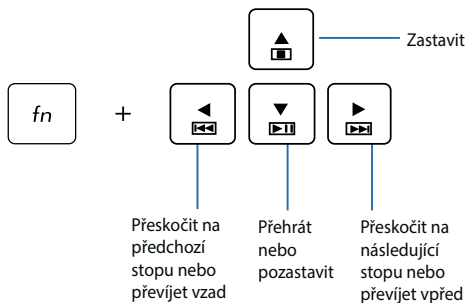 Zastavit
fn
+
Přeskočit na
předchozí
stopu nebo
převíjet vzad
Přehrát
nebo
pozastavit
Přeskočit na
následující
stopu nebo
převíjet vpřed